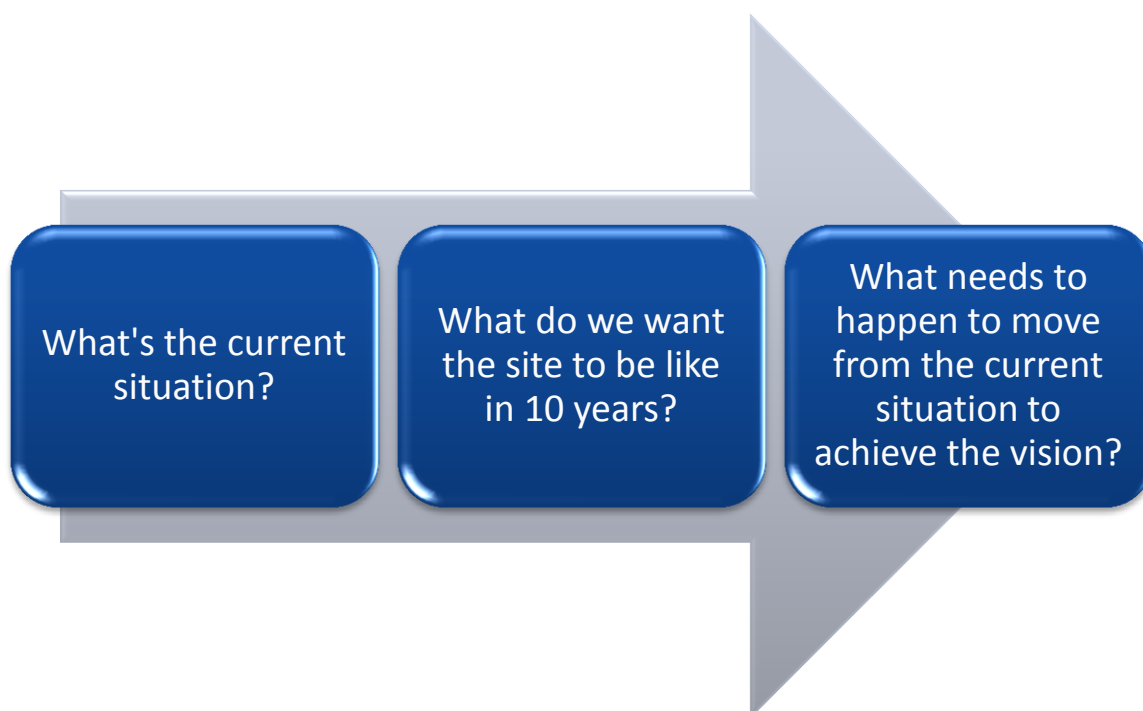 What's the current
situation?
What do we want
the site to be like
in 10 years?
What needs to
happen to move
from the current
situation to
achieve the vision?